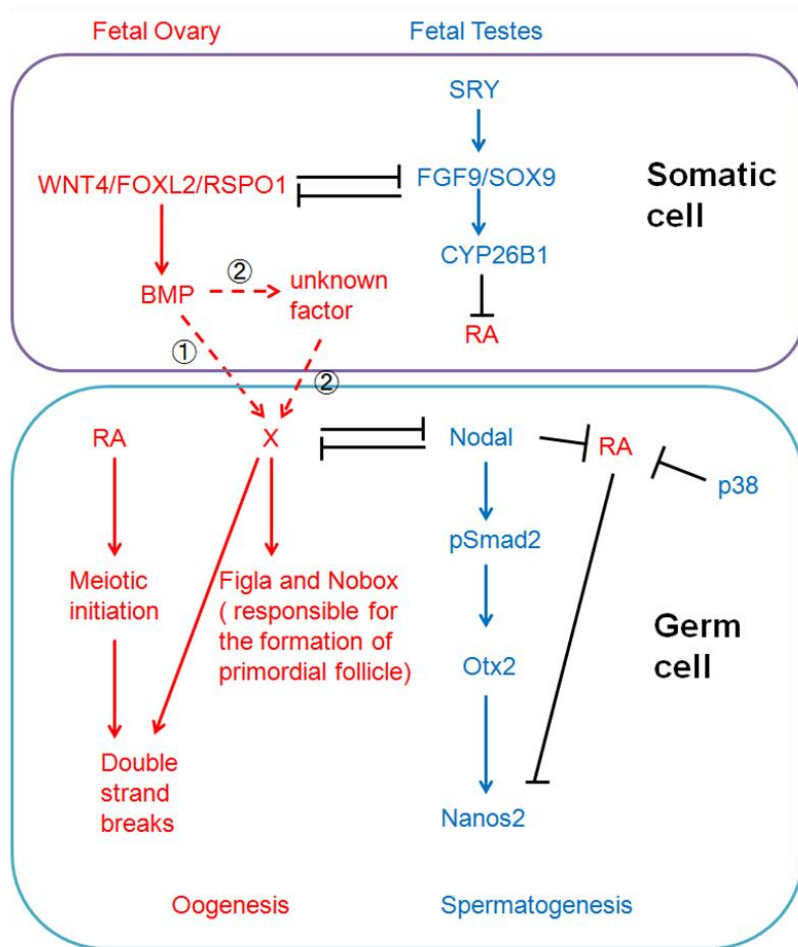 Fetal Ovary
Fetal Testes
SRY
WNT4/FOXL2/RSPO1
FGF9/SOX9
Somatic
cell
CYP26B1
BMP
②
unknown
factor
RA
①
②
RA
X
Nodal
RA
p38
pSmad2
Meiotic
initiation
Figla and Nobox
( responsible for
the formation of
primordial follicle)
Otx2
Germ
cell
Double
strand
breaks
Nanos2
Oogenesis
Spermatogenesis